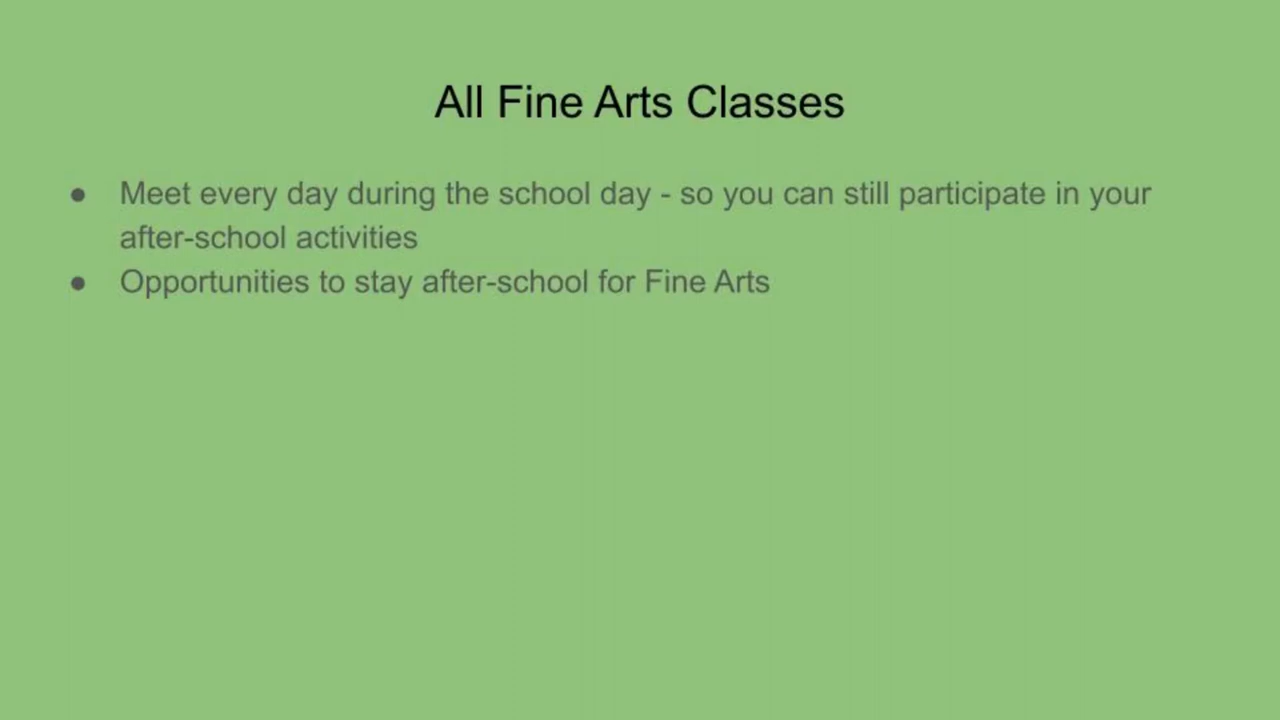 All Fine Arts Classes
● Meet every day during the school day - so you can still participate in your
after-school activities
● Opportunities to stay after-school for Fine Arts